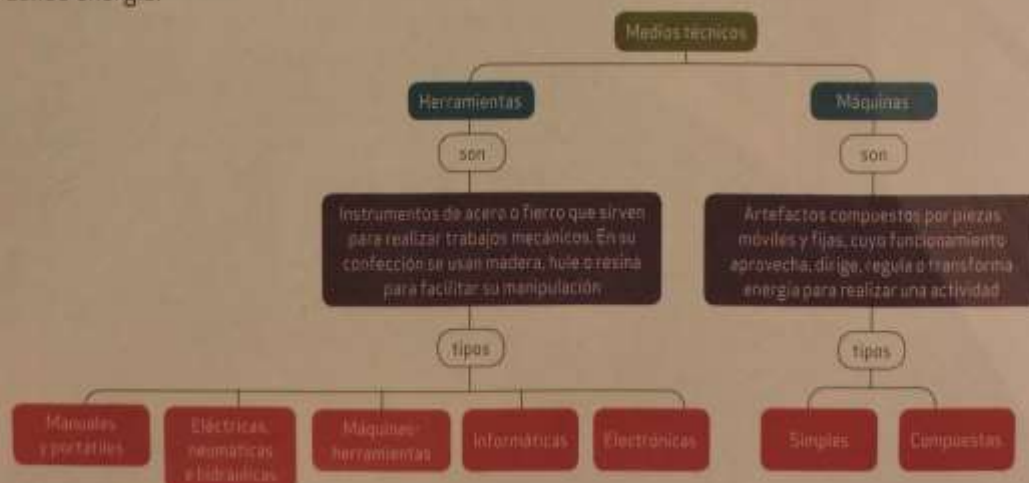 energía.
Medios técnicos
Herramientas
Máquinas
son
son
Instrumentos de acero o fierro que sirven
para realizar trabajos mecánicos. En su
confección se usan madera, hule o resina
para facilitar su manipulación
Artefactos compuestos por piezas
móviles y fijas, cuyo funcionamiento
aprovecha, dirige, regula o transforma
energía para realizar una actividad
tipos
tipos
Manuales
y portátiles
Eléctricas,
neumáticas
e hidráulicas
Máquinas-
herramientas
Informáticas
Electrónicas
Simples
Compuestas